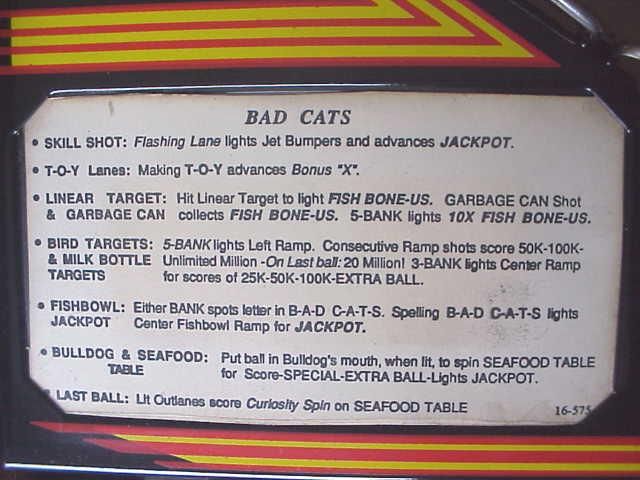 BAD CATS
• SKILL SHOT: Flashing Lane lights Jet Bumpers and advances JACKPOT.
• T-O-Y Lanes: Making T-O-Y advances Bonus "X".
• LINEAR TARGET: Hit Linear Target to light FISH BONE-US. GARBAGE CAN Shot
& GARBAGE CAN collects FISH BONE-US. 5-BANK lights 10X FISH BONE-US.
• BIRD TARGETS: 5-BANK lights Left Ramp. Consecutive Ramp shots score 50K-100K-
& MILK BOTTLE Unlimited Million -On Last ball: 20 Million! 3-BANK lights Center Ramp
TARGETS for scores of 25K-50K-100K-EXTRA BALL.
• FISHBOWL: Either BANK spots letter in B-A-D C-A-T-S. Spelling B-A-D C-A-T-S lights
JACKPOT Center Fishbowl Ramp for JACKPOT.
• BULLDOG & SEAFOOD: Put ball in Bulldog's mouth, when lit, to spin SEAFOOD TABLE
TABLE for Score-SPECIAL-EXTRA BALL-Lights JACKPOT.
LAST BALL: Lit Outlanes score Curiosity Spin on SEAFOOD TABLE
16-575